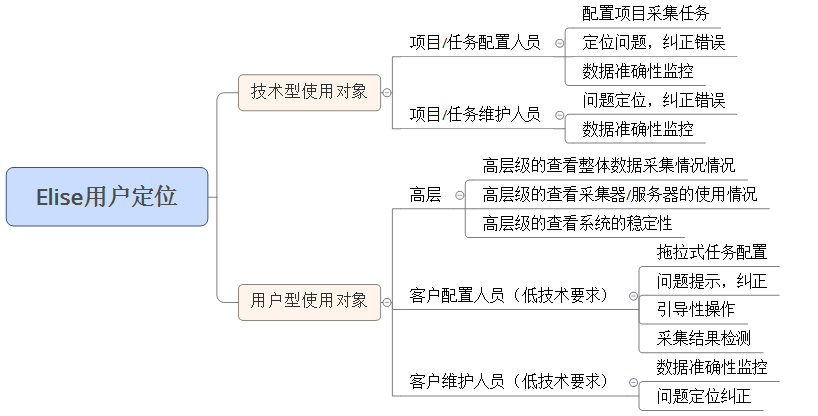 Elise用户定位
技术型使用对象
项目/任务配置人员
配置项目采集任务
定位问题，纠正错误
数据准确性监控
项目/任务维护人员
问题定位，纠正错误
数据准确性监控
用户型使用对象
高层
高层级的查看整体数据采集情况情况
高层级的查看采集器/服务器的使用情况
高层级的查看系统的稳定性
客户配置人员（低技术要求）
拖拉式任务配置
问题提示，纠正
引导性操作
采集结果检测
客户维护人员（低技术要求）
数据准确性监控
问题定位纠正